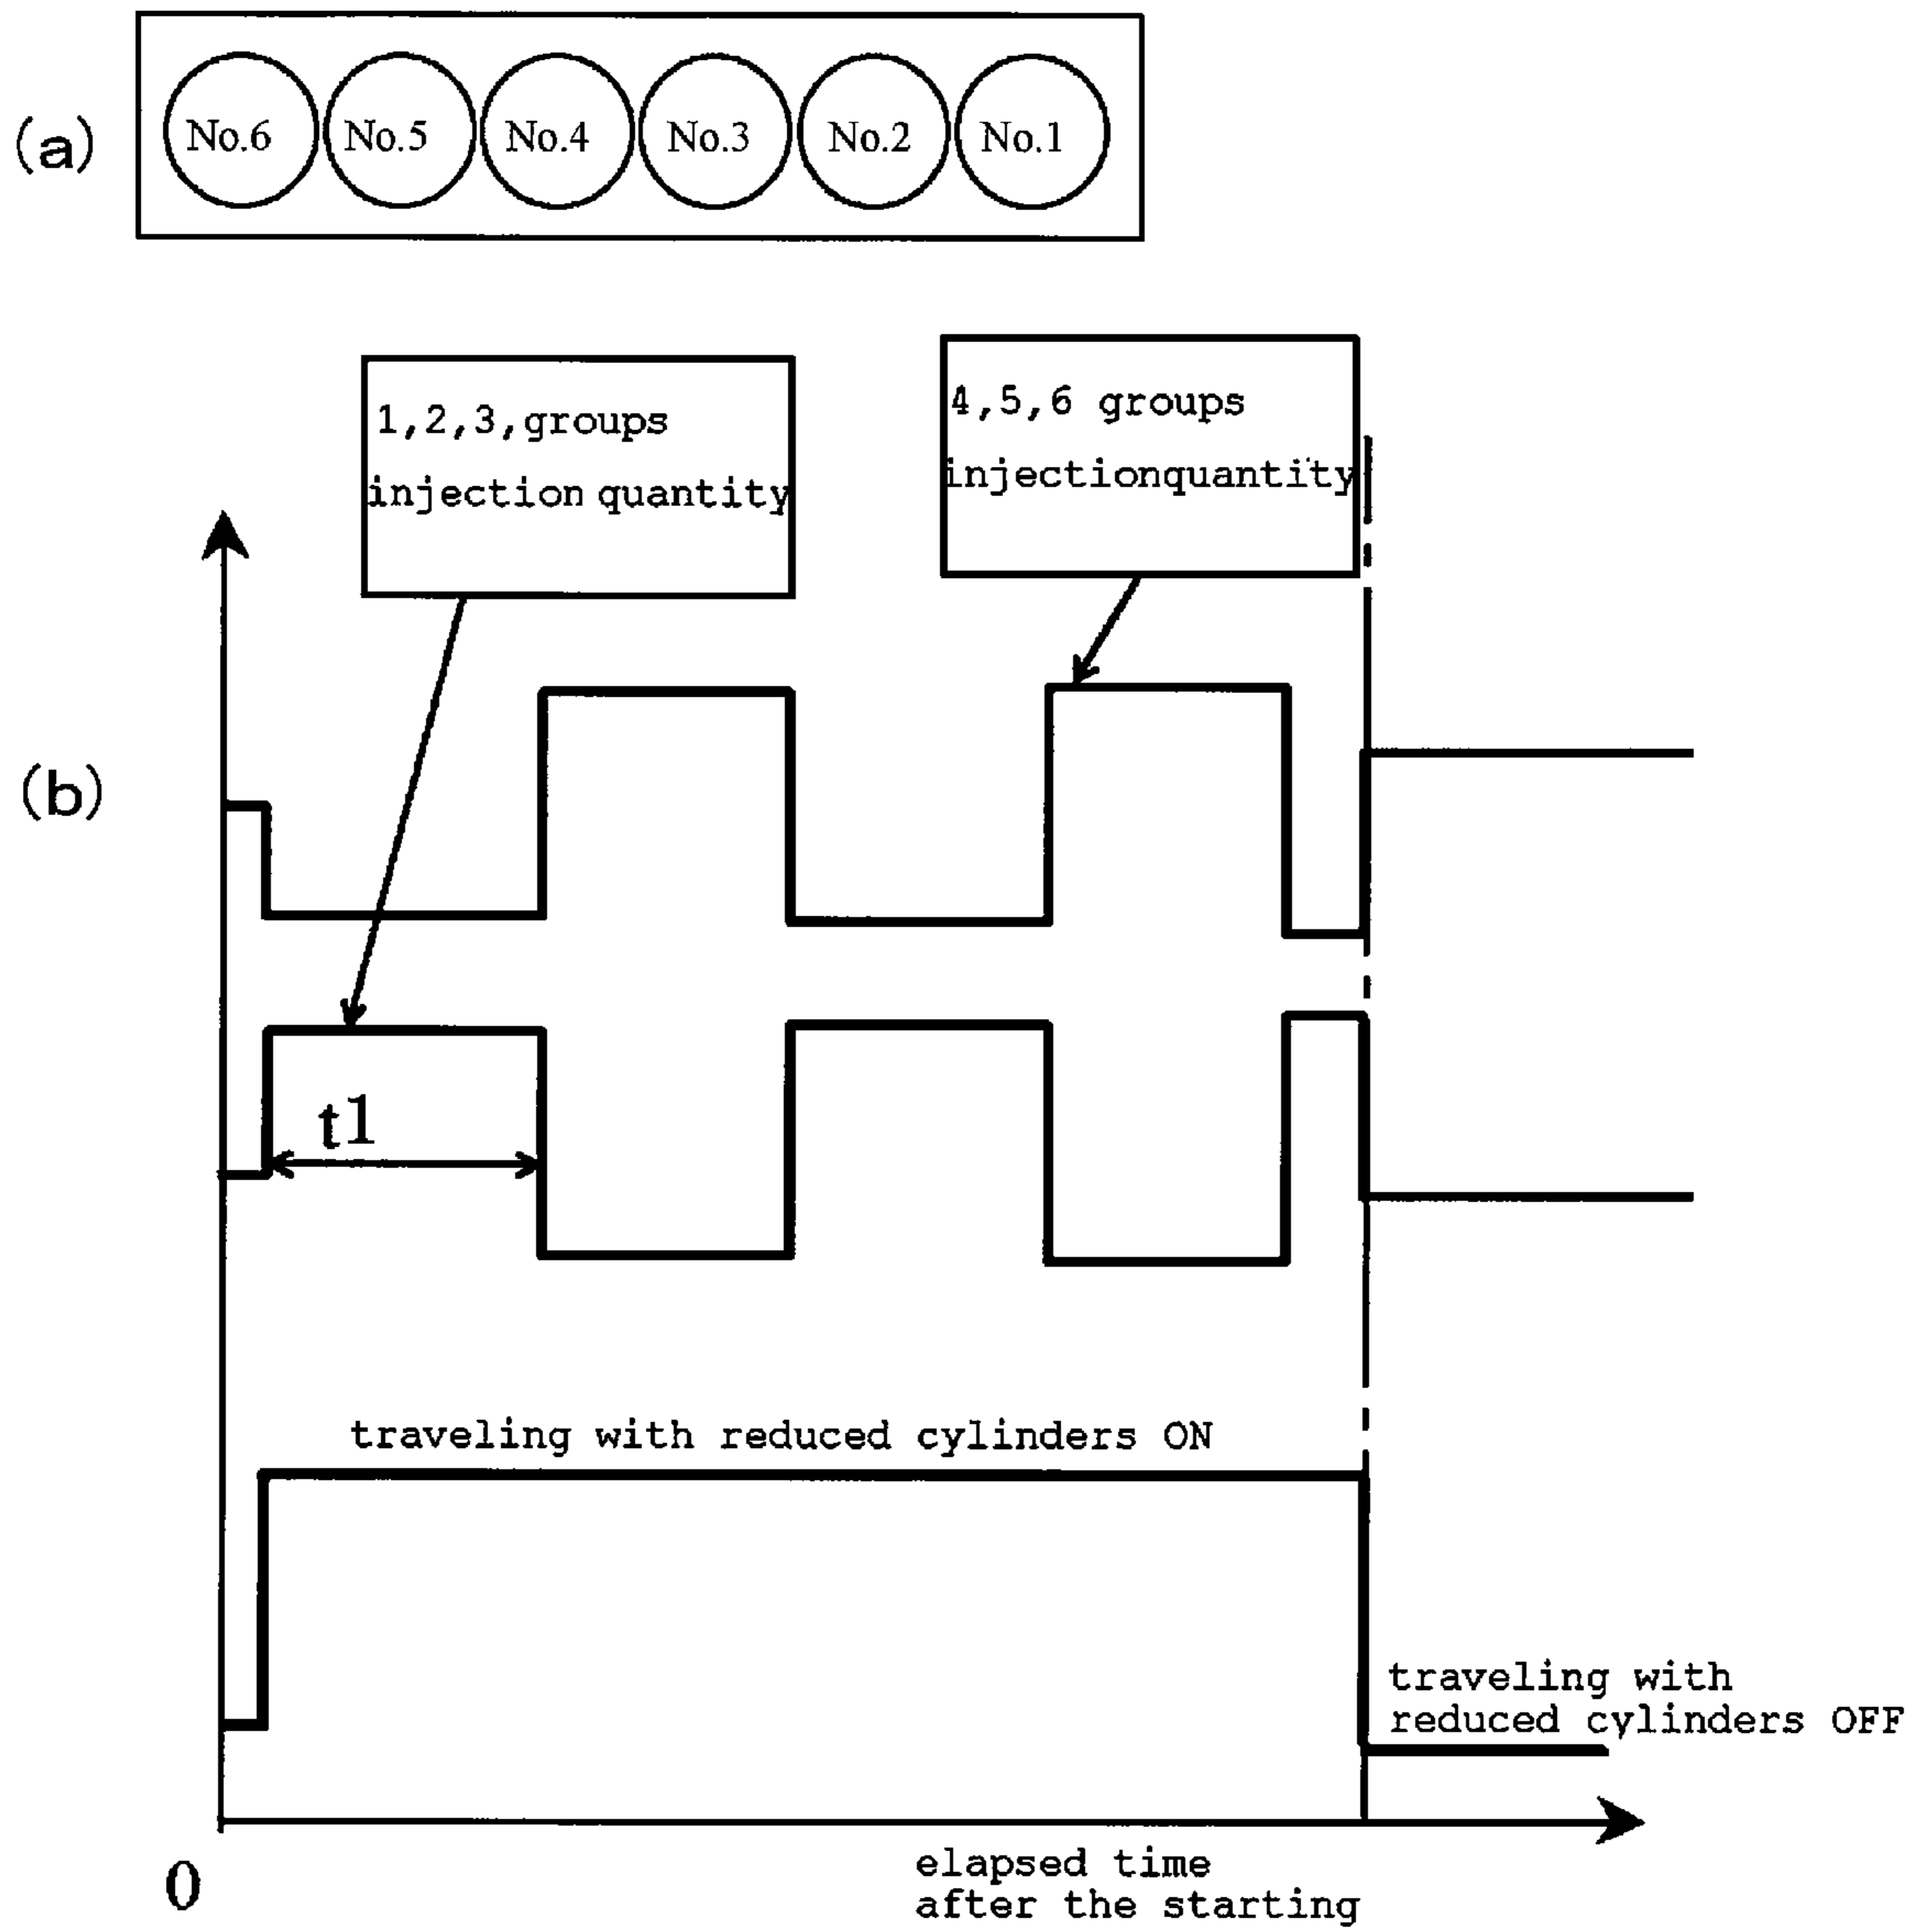 (a)
No.6 No.5 No.4 No.3 No.2 No.1
1,2,3,groups
injection quantity
4,5,6 groups
injectionquantity
(b)
t1
traveling with reduced cylinders ON
traveling with
reduced cylinders OFF
0
elapsed time
after the starting